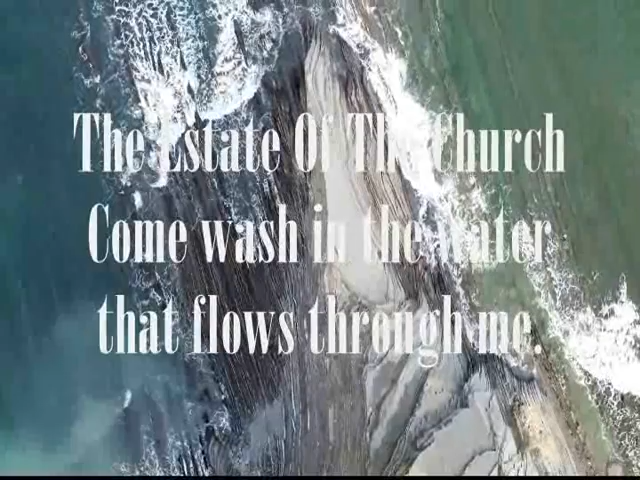 The Estate Of The Church
Come wash in the water
that flows through me.